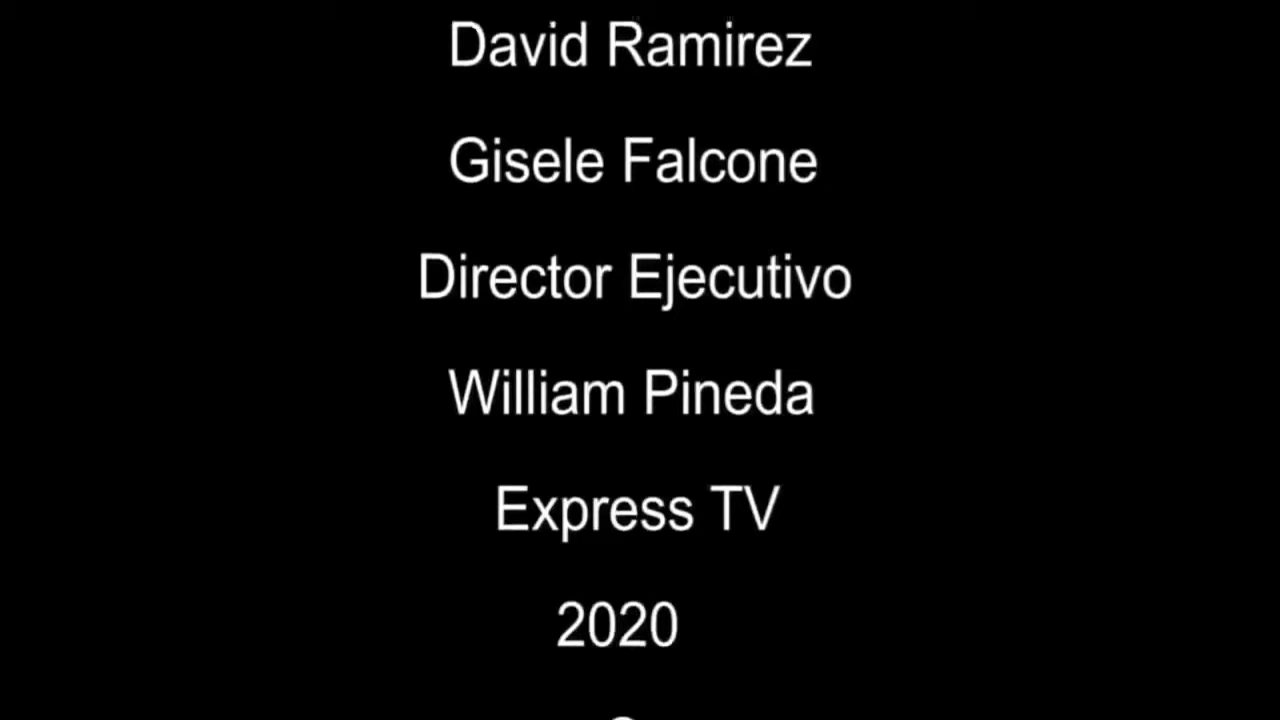 David Ramirez
Gisele Falcone
Director Ejecutivo
William Pineda
Express TV
2020